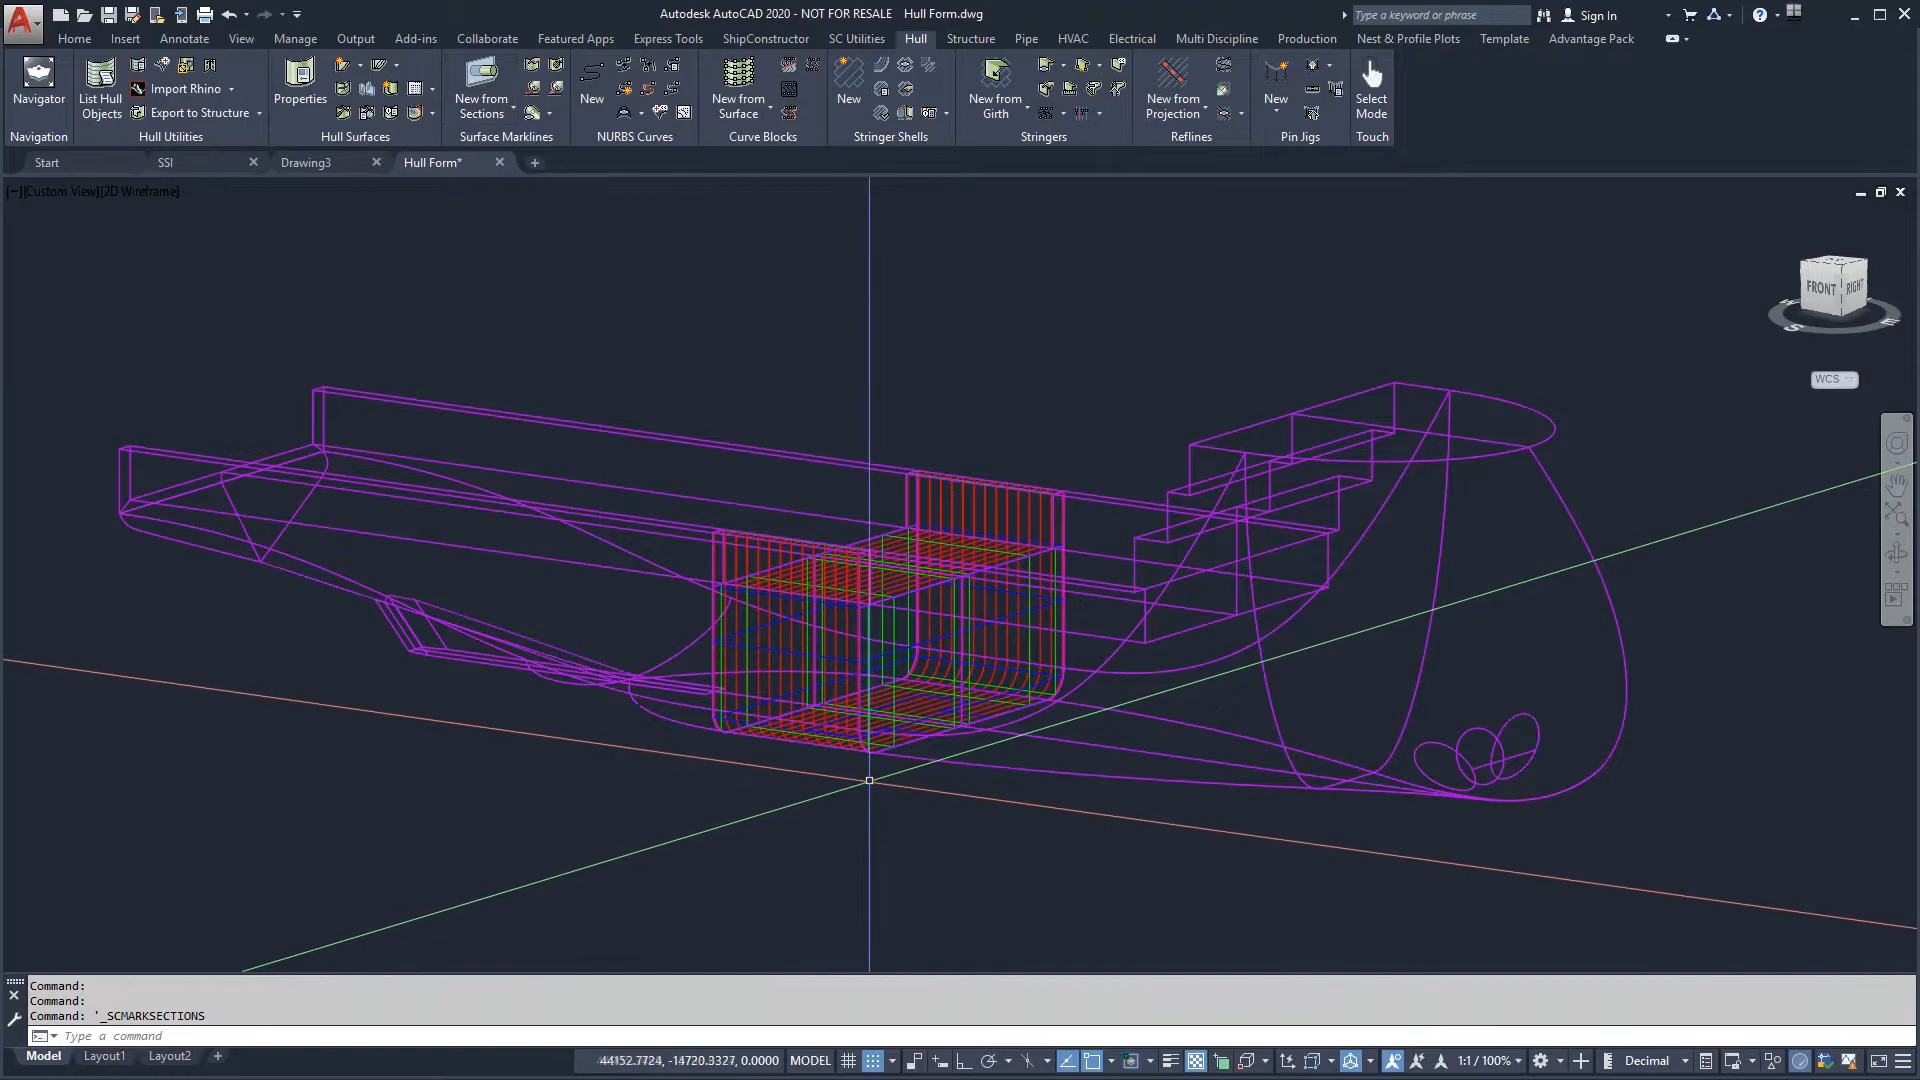 Autodesk AutoCAD 2020 - NOT FOR RESALE Hull Form.dwg
Type a keyword or phrase
Sign In
Home Insert Annotate View Manage Output Add-ins Collaborate Featured Apps Express Tools ShipConstructor SC Utilities Hull Structure Pipe HVAC Electrical Multi Discipline Production Nest & Profile Plots Template Advantage Pack
Navigator
List Hull Objects
Import Rhino
Export to Structure
Properties
New from Sections
New
New from Surface
New
New from Girth
New from Projection
New
Select Mode
Navigation Hull Utilities Hull Surfaces Surface Marklines NURBS Curves Curve Blocks Stringer Shells Stringers Reflines Pin Jigs Touch
Start SSI Drawing3 Hull Form*
[−][Custom View][2D Wireframe]
FRONT RIGHT
S E
WCS
Command:
Command:
Command: '_SCMARKSECTIONS
Type a command
Model Layout1 Layout2
44152.7724, -14720.3327, 0.0000 MODEL 1:1 / 100% Decimal